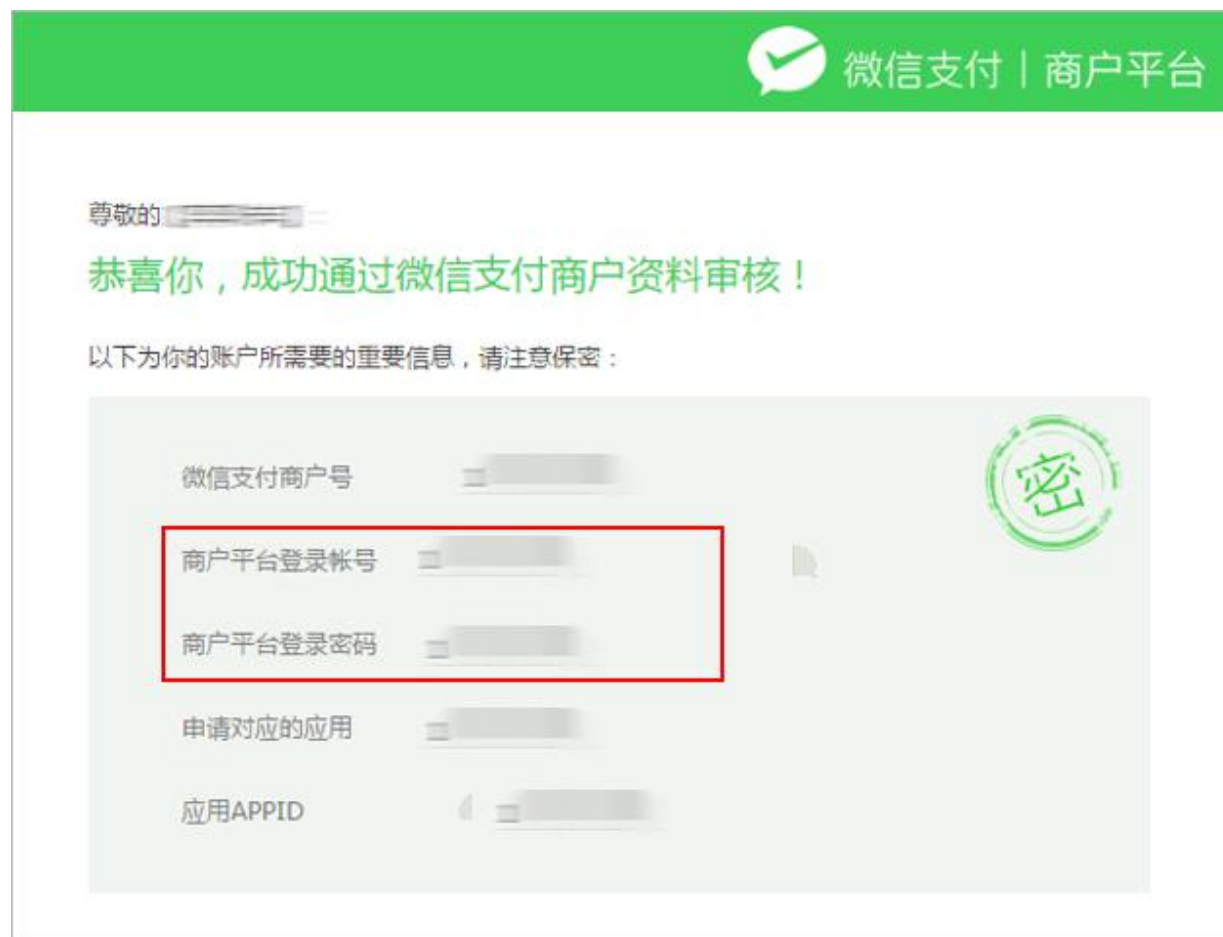 微信支付｜商户平台
尊敬的
恭喜你，成功通过微信支付商户资料审核！
以下为你的账户所需要的重要信息，请注意保密：
密
微信支付商户号
商户平台登录帐号
商户平台登录密码
申请对应的应用
应用APPID